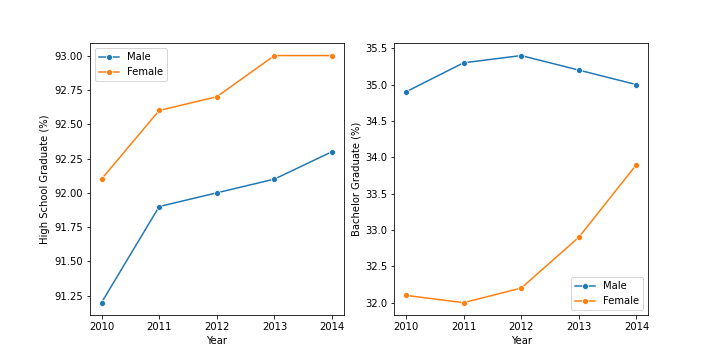 High School Graduate (%)
93.00
92.75
92.50
92.25
92.00
91.75
91.50
91.25
Male
Female
2010 2011 2012 2013 2014
Year
Bachelor Graduate (%)
35.5
35.0
34.5
34.0
33.5
33.0
32.5
32.0
Male
Female
2010 2011 2012 2013 2014
Year